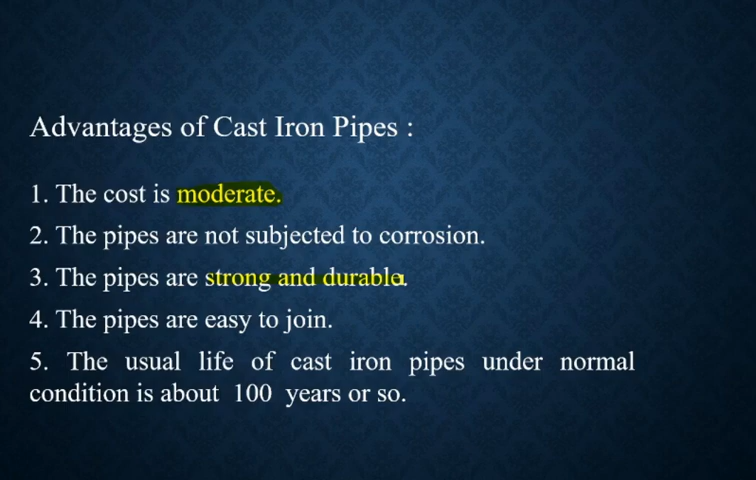 Advantages of Cast Iron Pipes :
1. The cost is moderate.
2. The pipes are not subjected to corrosion.
3. The pipes are strong and durable.
4. The pipes are easy to join.
5. The usual life of cast iron pipes under normal
condition is about 100 years or so.